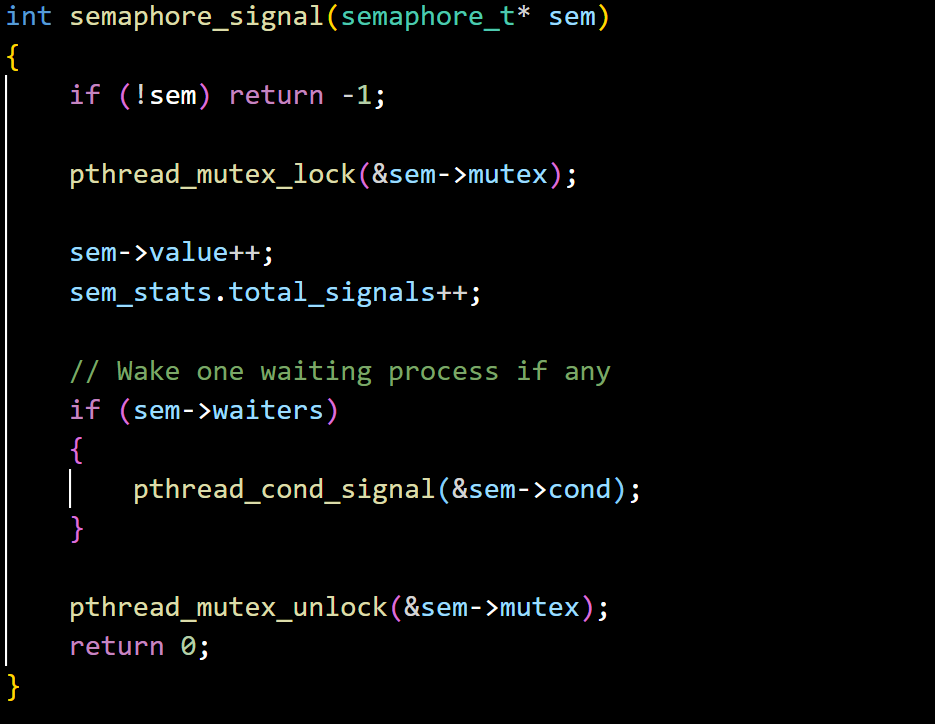 int semaphore_signal(semaphore_t* sem)
{
    if (!sem) return -1;

    pthread_mutex_lock(&sem->mutex);

    sem->value++;
    sem_stats.total_signals++;

    // Wake one waiting process if any
    if (sem->waiters)
    {
        pthread_cond_signal(&sem->cond);
    }

    pthread_mutex_unlock(&sem->mutex);
    return 0;
}